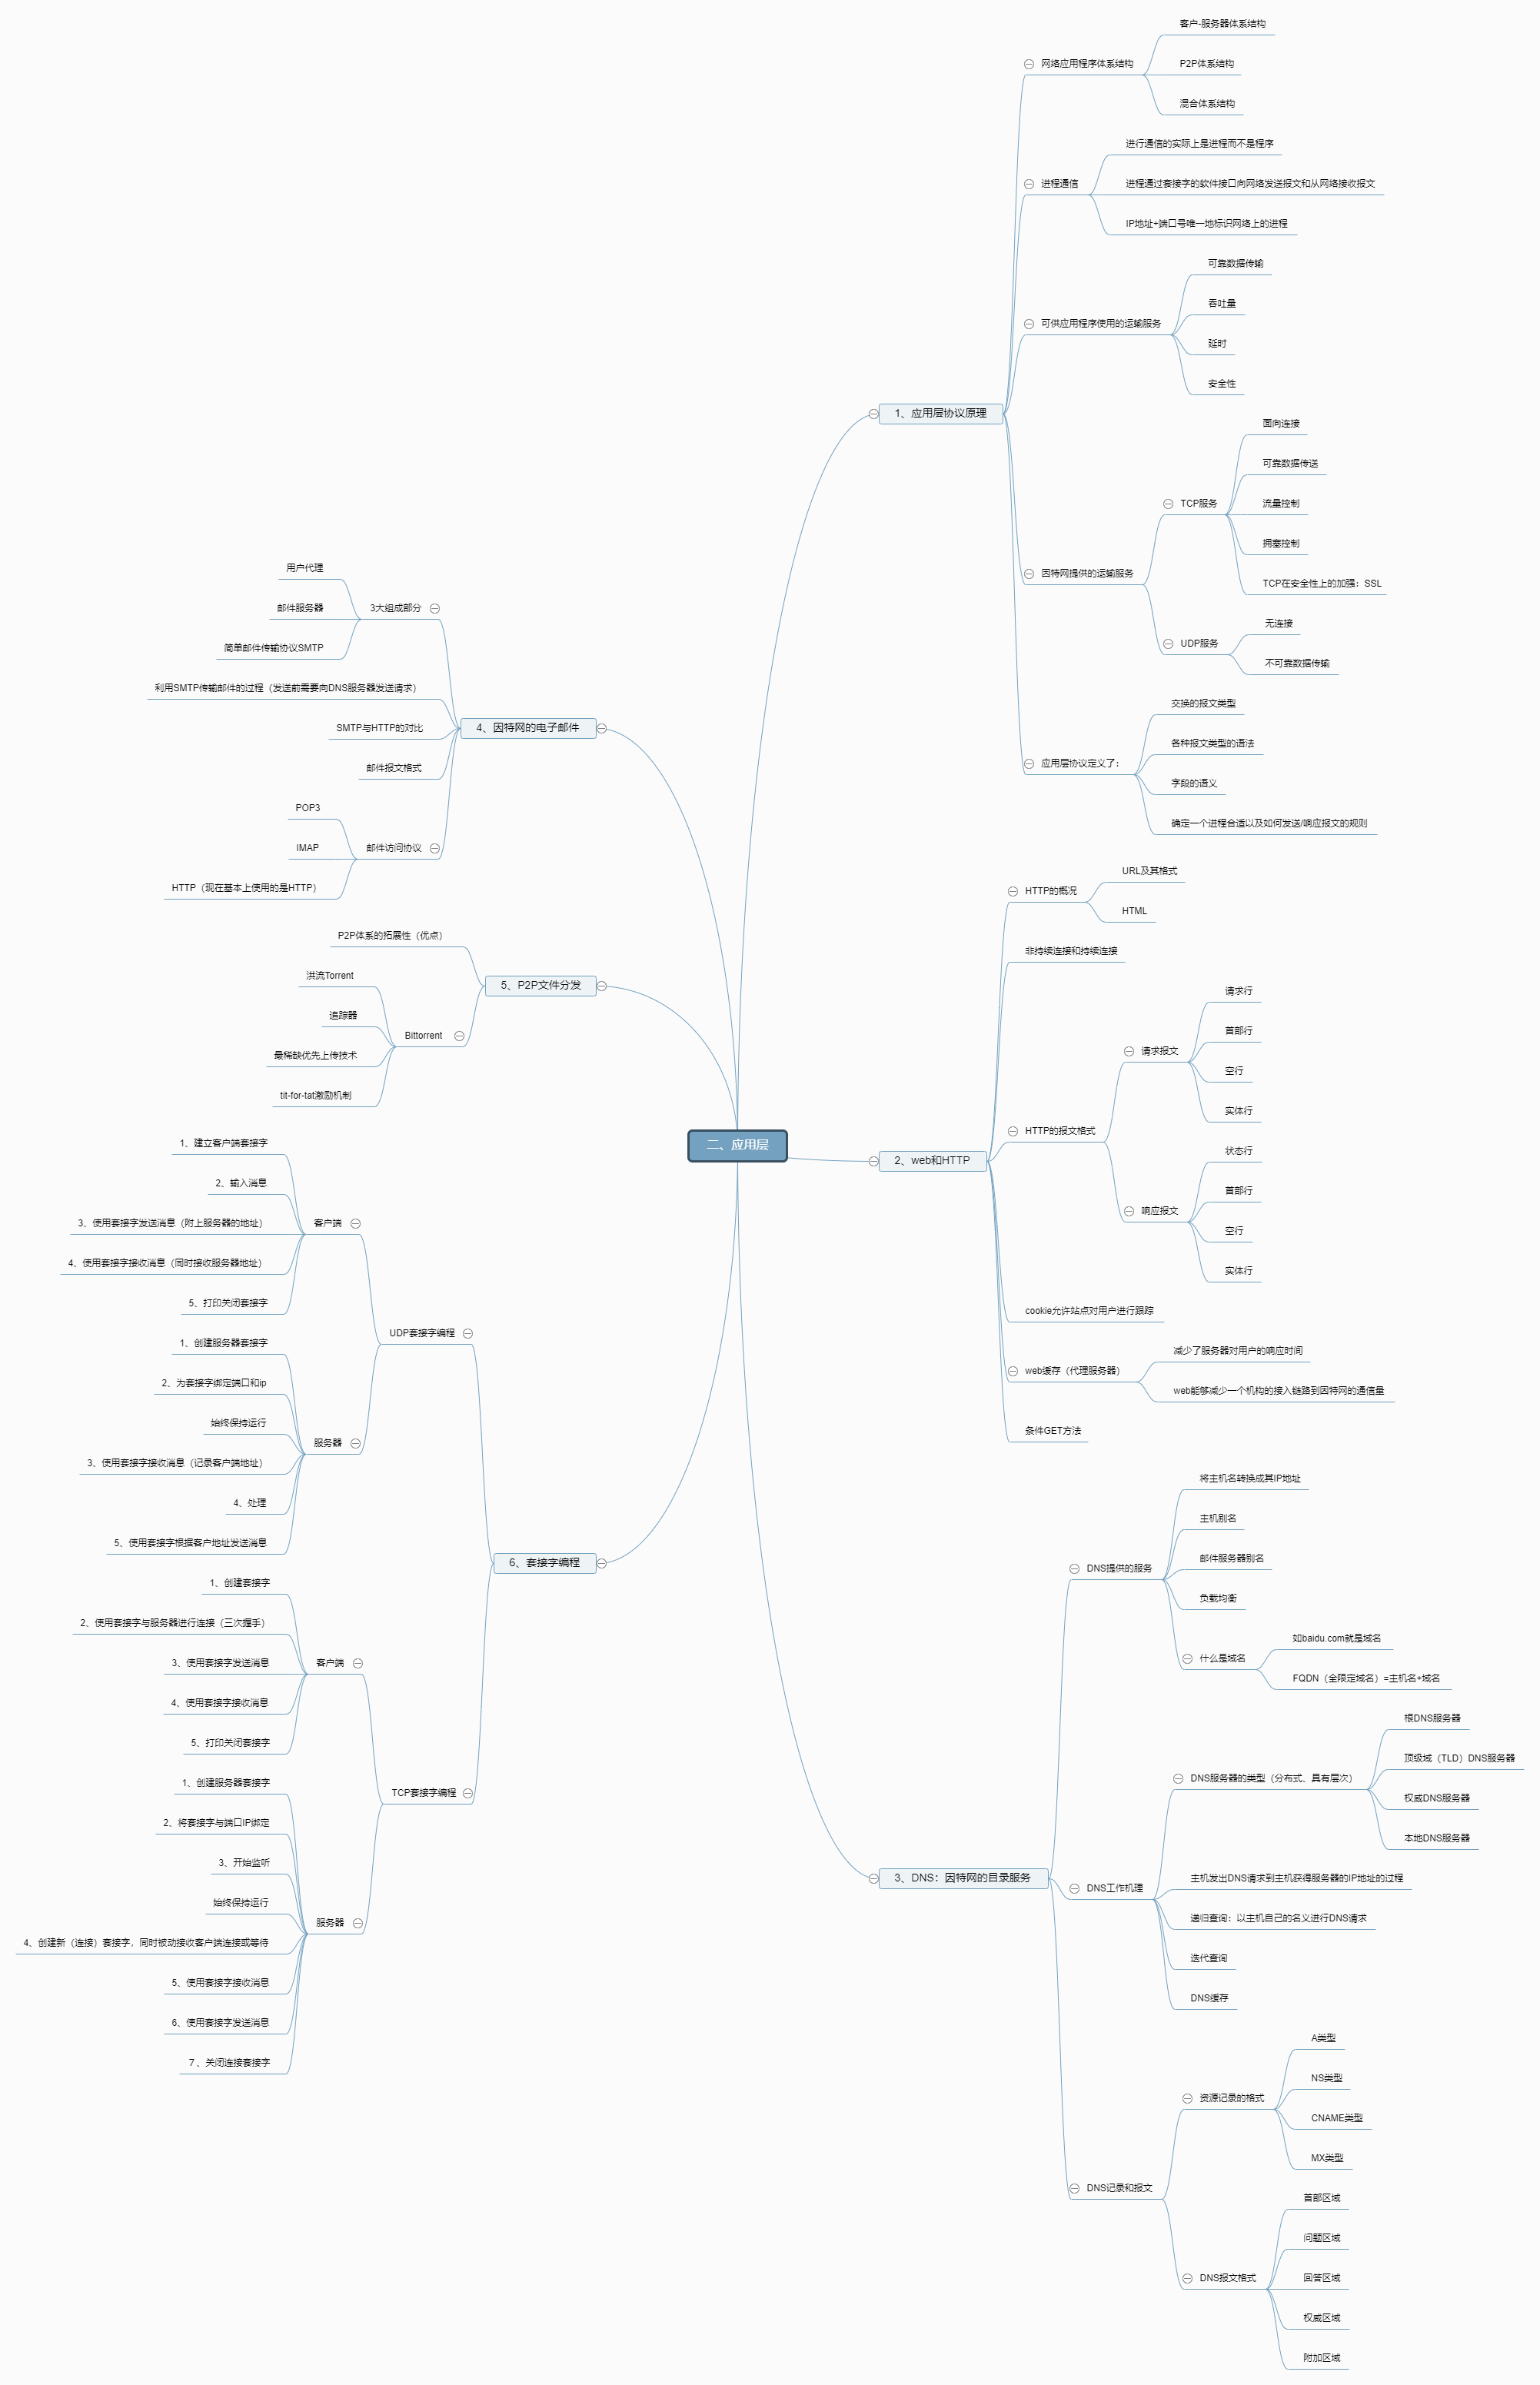 二、应用层
1、应用层协议原理
网络应用程序体系结构
客户-服务器体系结构
P2P体系结构
混合体系结构
进程通信
进行通信的实际上是进程而不是程序
进程通过套接字的软件接口向网络发送报文和从网络接收报文
IP地址+端口号唯一地标识网络上的进程
可供应用程序使用的运输服务
可靠数据传输
吞吐量
延时
安全性
因特网提供的运输服务
TCP服务
面向连接
可靠数据传送
流量控制
拥塞控制
TCP在安全性上的加强：SSL
UDP服务
无连接
不可靠数据传输
应用层协议定义了：
交换的报文类型
各种报文类型的语法
字段的语义
确定一个进程合适以及如何发送/响应报文的规则
2、web和HTTP
HTTP的概况
URL及其格式
HTML
非持续连接和持续连接
HTTP的报文格式
请求报文
请求行
首部行
空行
实体行
响应报文
状态行
首部行
空行
实体行
cookie允许站点对用户进行跟踪
web缓存（代理服务器）
减少了服务器对用户的响应时间
web能够减少一个机构的接入链路到因特网的通信量
条件GET方法
3、DNS：因特网的目录服务
DNS提供的服务
将主机名转换成其IP地址
主机别名
邮件服务器别名
负载均衡
什么是域名
如baidu.com就是域名
FQDN（全限定域名）=主机名+域名
DNS工作机理
DNS服务器的类型（分布式、具有层次）
根DNS服务器
顶级域（TLD）DNS服务器
权威DNS服务器
本地DNS服务器
主机发出DNS请求到主机获得服务器的IP地址的过程
递归查询：以主机自己的名义进行DNS请求
迭代查询
DNS缓存
DNS记录和报文
资源记录的格式
A类型
NS类型
CNAME类型
MX类型
DNS报文格式
首部区域
问题区域
回答区域
权威区域
附加区域
4、因特网的电子邮件
3大组成部分
用户代理
邮件服务器
简单邮件传输协议SMTP
利用SMTP传输邮件的过程（发送前需要向DNS服务器发送请求）
SMTP与HTTP的对比
邮件报文格式
邮件访问协议
POP3
IMAP
HTTP（现在基本上使用的是HTTP）
5、P2P文件分发
P2P体系的拓展性（优点）
Bittorrent
洪流Torrent
追踪器
最稀缺优先上传技术
tit-for-tat激励机制
6、套接字编程
UDP套接字编程
客户端
1、建立客户端套接字
2、输入消息
3、使用套接字发送消息（附上服务器的地址）
4、使用套接字接收消息（同时接收服务器地址）
5、打印关闭套接字
服务器
1、创建服务器套接字
2、为套接字绑定端口和ip
始终保持运行
3、使用套接字接收消息（记录客户端地址）
4、处理
5、使用套接字根据客户地址发送消息
TCP套接字编程
客户端
1、创建套接字
2、使用套接字与服务器进行连接（三次握手）
3、使用套接字发送消息
4、使用套接字接收消息
5、打印关闭套接字
服务器
1、创建服务器套接字
2、将套接字与端口IP绑定
3、开始监听
始终保持运行
4、创建新（连接）套接字，同时被动接收客户端连接或等待
5、使用套接字接收消息
6、使用套接字发送消息
7、关闭连接套接字